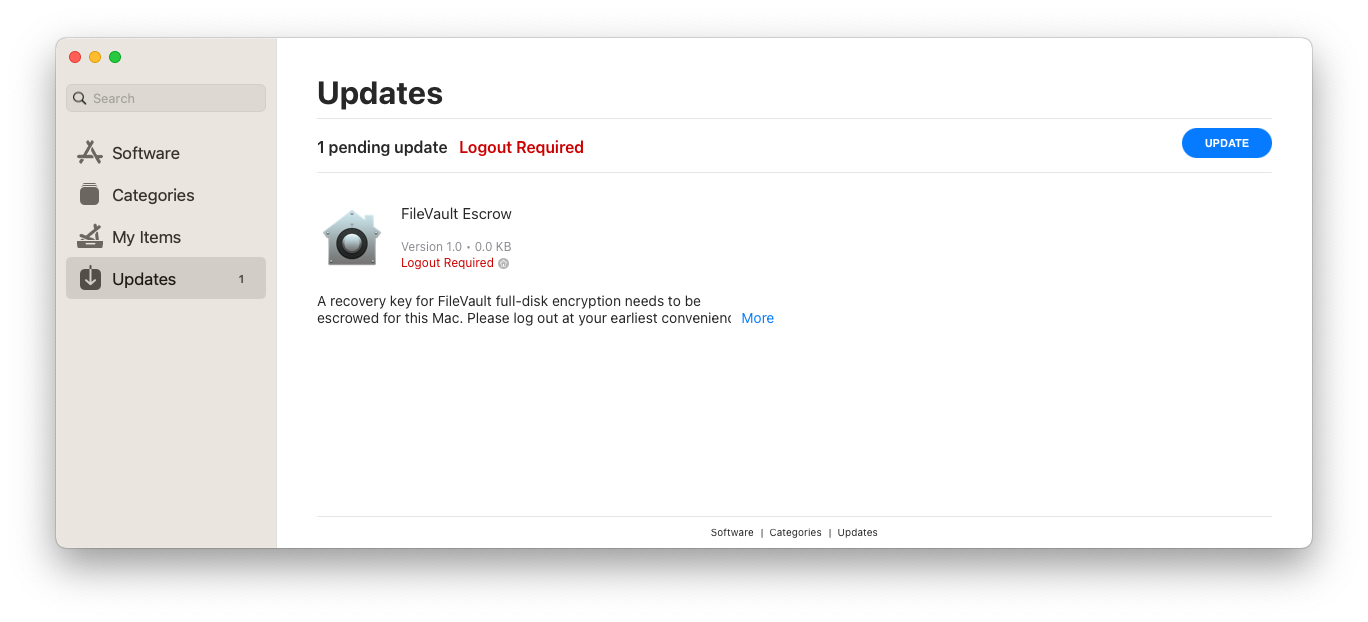 Search
Software
Categories
My Items
Updates 1
Updates
1 pending update Logout Required
UPDATE
FileVault Escrow
Version 1.0 • 0.0 KB
Logout Required
A recovery key for FileVault full-disk encryption needs to be
escrowed for this Mac. Please log out at your earliest convenienc More
Software | Categories | Updates